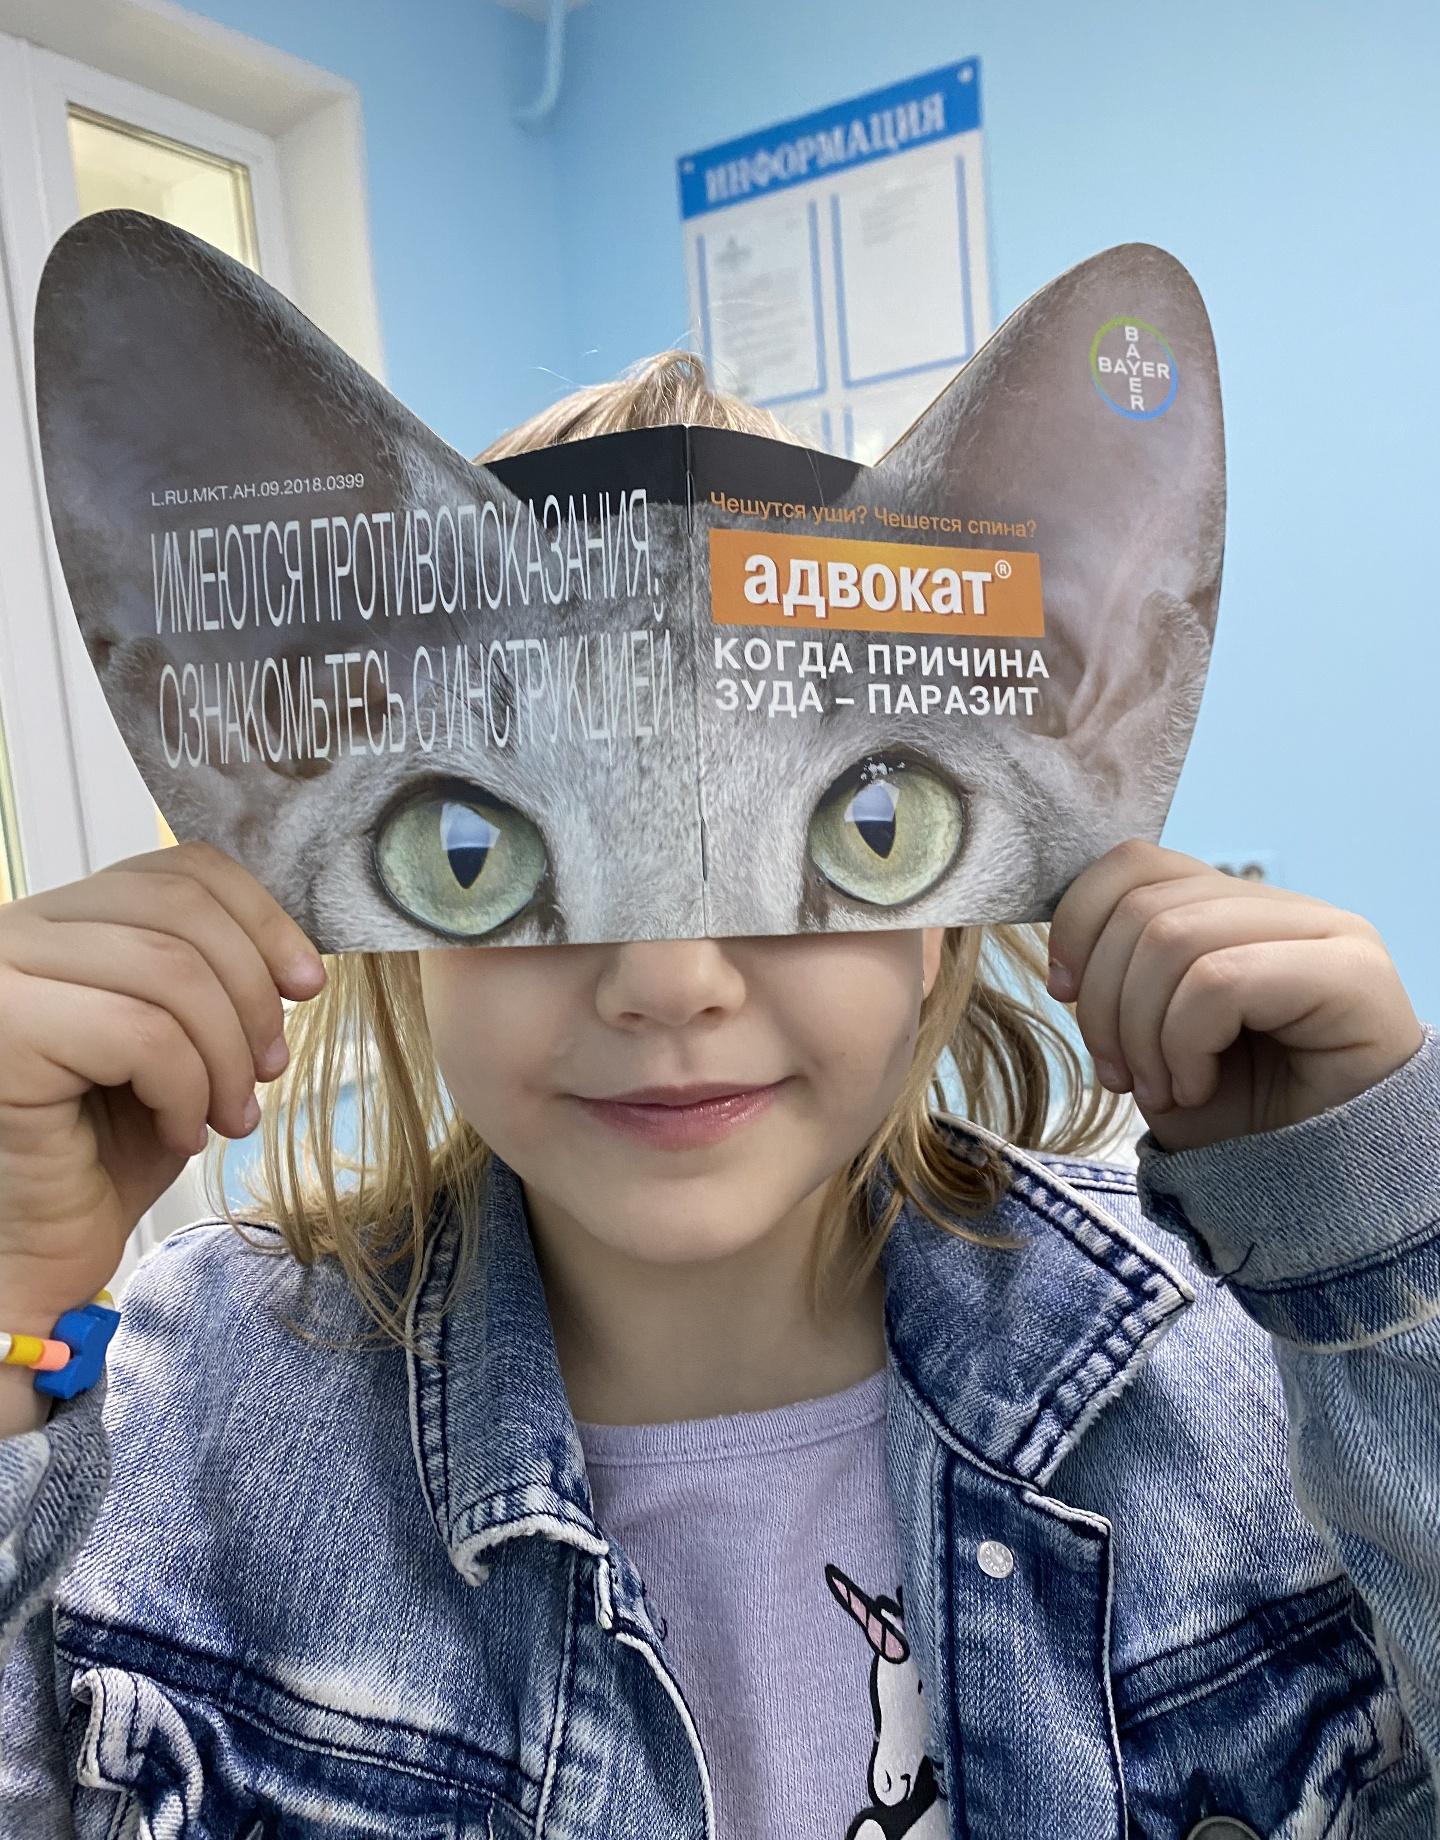 ИНФОРМАЦИЯ
BAYER
BAYER
L.RU.MKT.AH.09.2018.0399
ИМЕЮТСЯ ПРОТИВОПОКАЗАНИЯ.
ОЗНАКОМЬТЕСЬ С ИНСТРУКЦИЕЙ
Чешутся уши? Чешется спина?
адвокат®
КОГДА ПРИЧИНА
ЗУДА – ПАРАЗИТ